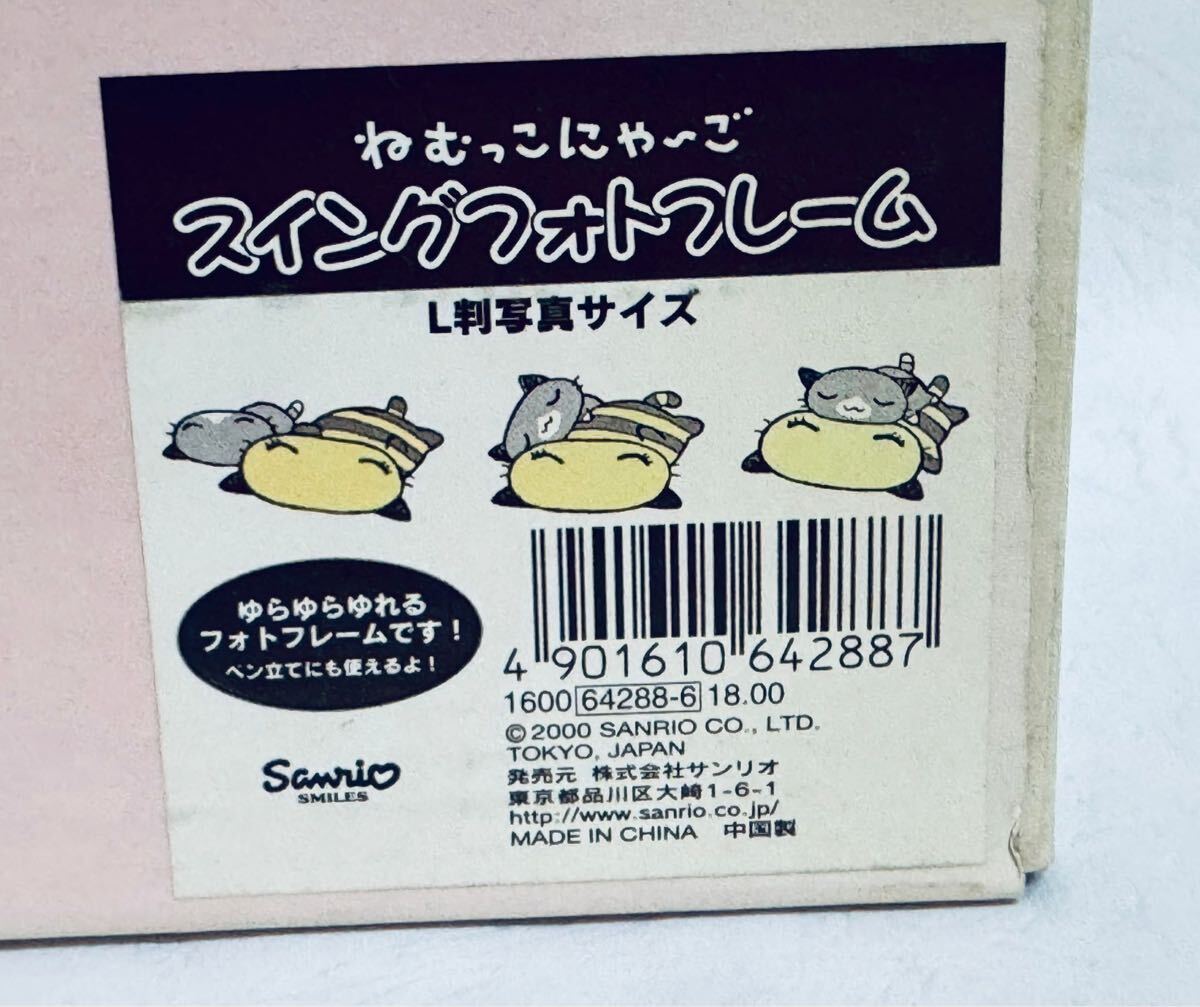 ねむっこにゃ〜ご
スイングフォトフレーム
L判写真サイズ
ゆらゆらゆれる
フォトフレームです!
ペン立てにも使えるよ!
Sanrio
SMILES
4 901610 642887
1600 64288-6 18.00
©2000 SANRIO CO., LTD.
TOKYO, JAPAN
発売元 株式会社サンリオ
東京都品川区大崎1-6-1
http://www.sanrio.co.jp/
MADE IN CHINA 中国製